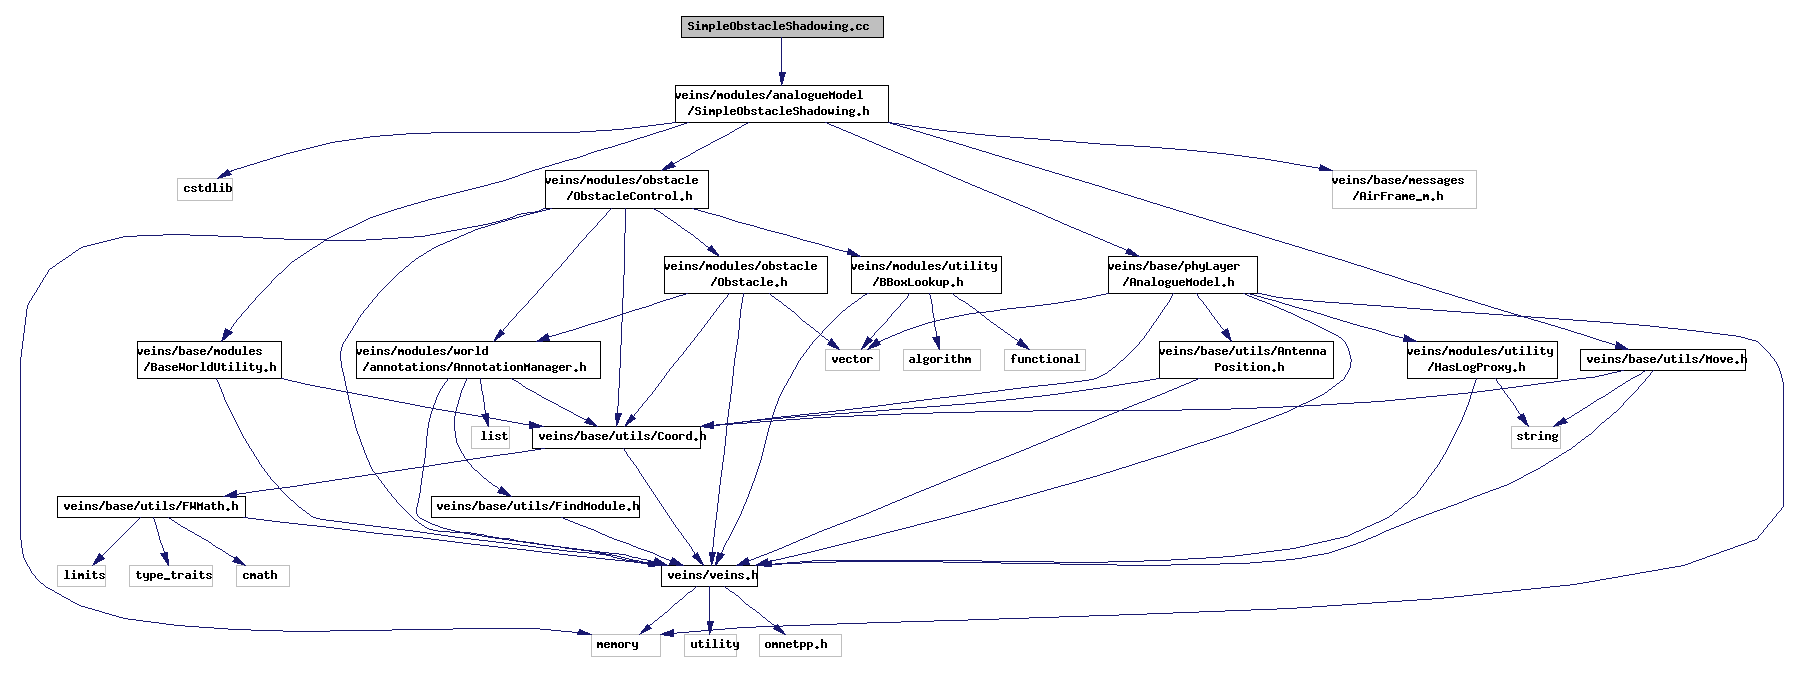 SimpleObstacleShadowing.cc
veins/modules/analogueModel
/SimpleObstacleShadowing.h
cstdlib
veins/modules/obstacle
/ObstacleControl.h
veins/base/messages
/AirFrame_m.h
veins/modules/obstacle
/Obstacle.h
veins/modules/utility
/BBoxLookup.h
veins/base/phyLayer
/AnalogueModel.h
veins/base/modules
/BaseWorldUtility.h
veins/modules/world
/annotations/AnnotationManager.h
vector
algorithm
functional
veins/base/utils/Antenna
Position.h
veins/modules/utility
/HasLogProxy.h
veins/base/utils/Move.h
list
veins/base/utils/Coord.h
string
veins/base/utils/FWMath.h
veins/base/utils/FindModule.h
limits
type_traits
cmath
veins/veins.h
memory
utility
omnetpp.h